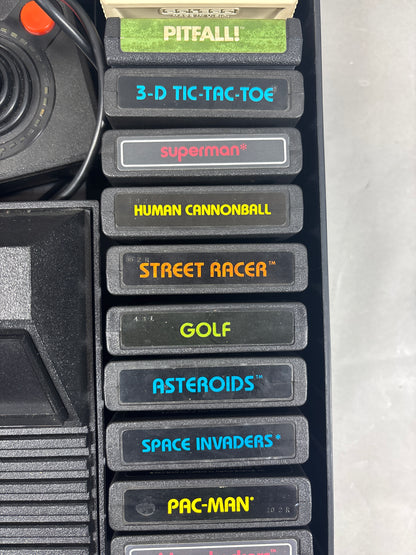 PITFALL!
3-D TIC-TAC-TOE
superman*
HUMAN CANNONBALL
STREET RACER™
GOLF
ASTEROIDS™
SPACE INVADERS*
PAC-MAN*